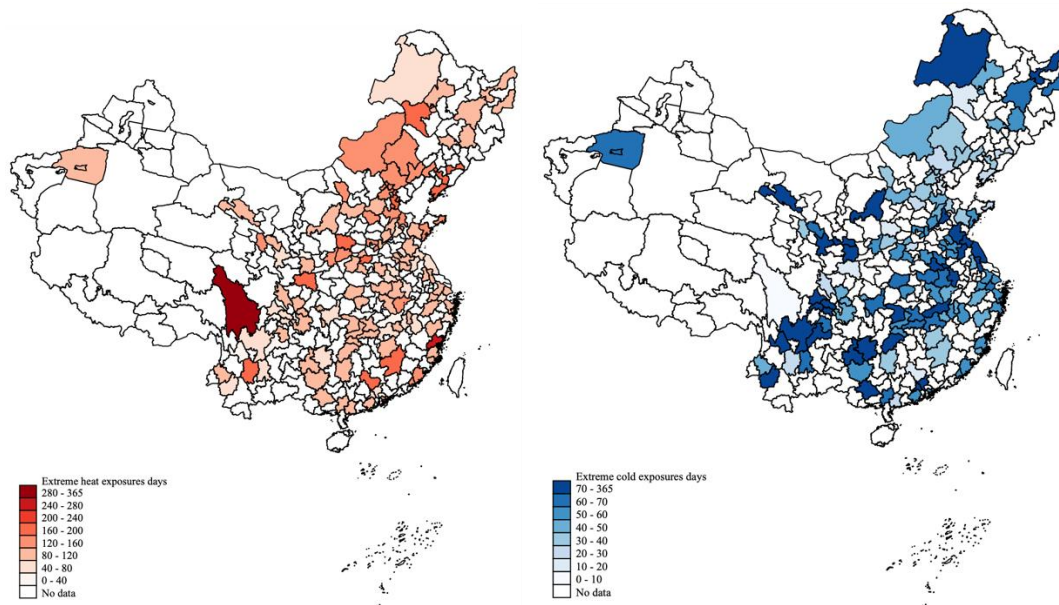 Extreme heat exposures days
280 - 365
240 - 280
200 - 240
160 - 200
120 - 160
80 - 120
40 - 80
0 - 40
No data
Extreme cold exposures days
70 - 365
60 - 70
50 - 60
40 - 50
30 - 40
20 - 30
10 - 20
0 - 10
No data